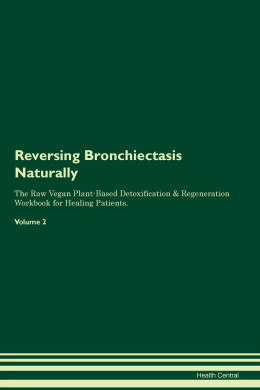 Reversing Bronchiectasis
Naturally
The Raw Vegan Plant-Based Detoxification & Regeneration
Workbook for Healing Patients.
Volume 2
Health Central